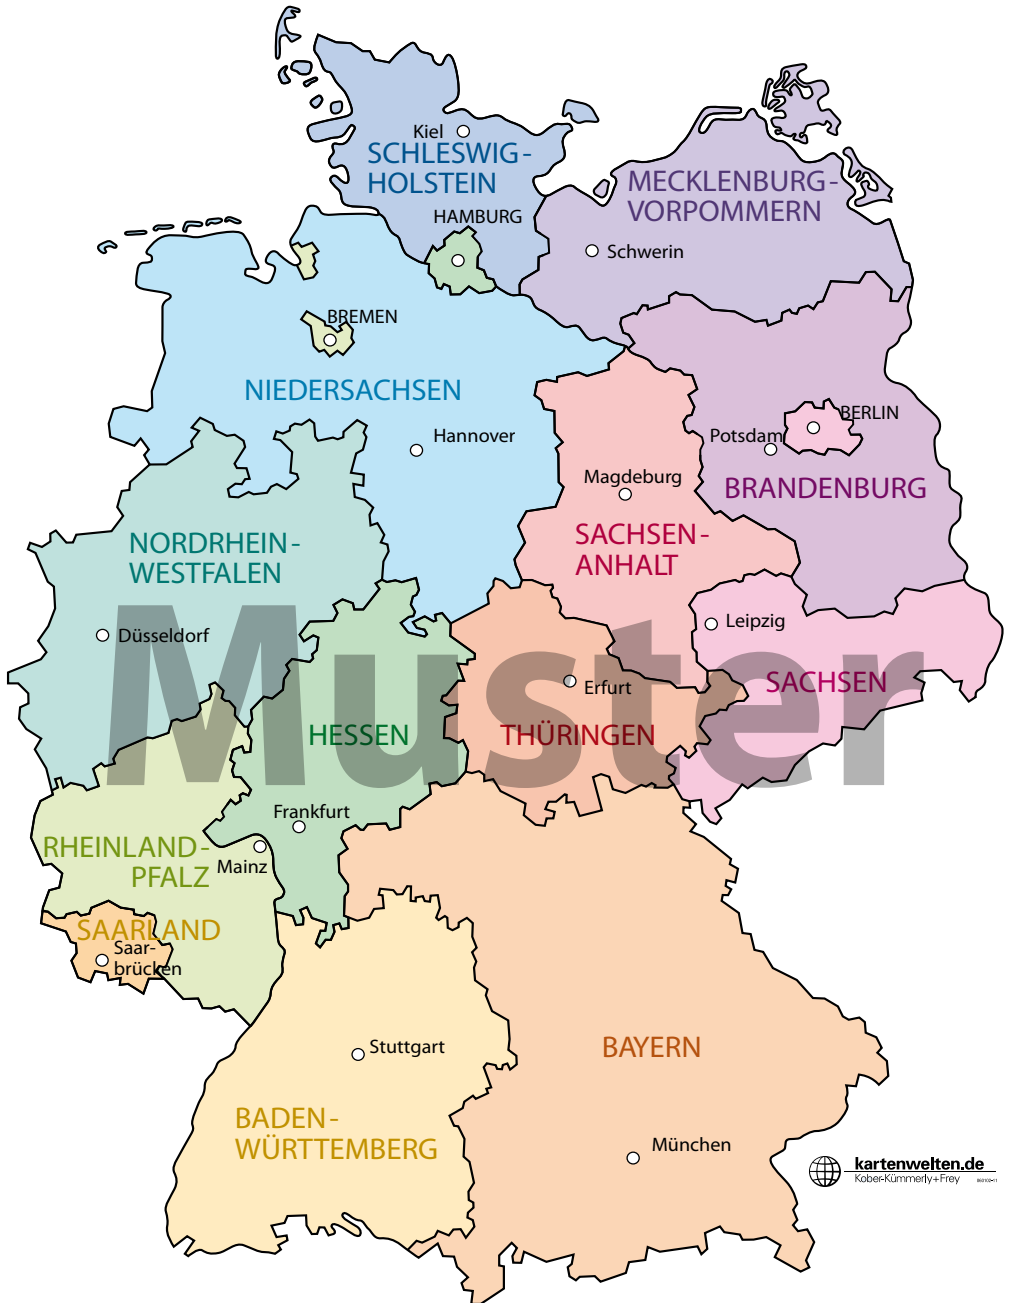 Kiel
SCHLESWIG-
HOLSTEIN
MECKLENBURG-
VORPOMMERN
HAMBURG
Schwerin
BREMEN
NIEDERSACHSEN
BERLIN
Hannover
Potsdam
Magdeburg
BRANDENBURG
NORDRHEIN-
WESTFALEN
SACHSEN-
ANHALT
Leipzig
Düsseldorf
Muster
Erfurt
SACHSEN
HESSEN
THÜRINGEN
Frankfurt
RHEINLAND-
PFALZ
Mainz
SAARLAND
Saar-
brücken
Stuttgart
BAYERN
BADEN-
WÜRTTEMBERG
München
kartenwelten.de
Kober-Kümmerly+Frey